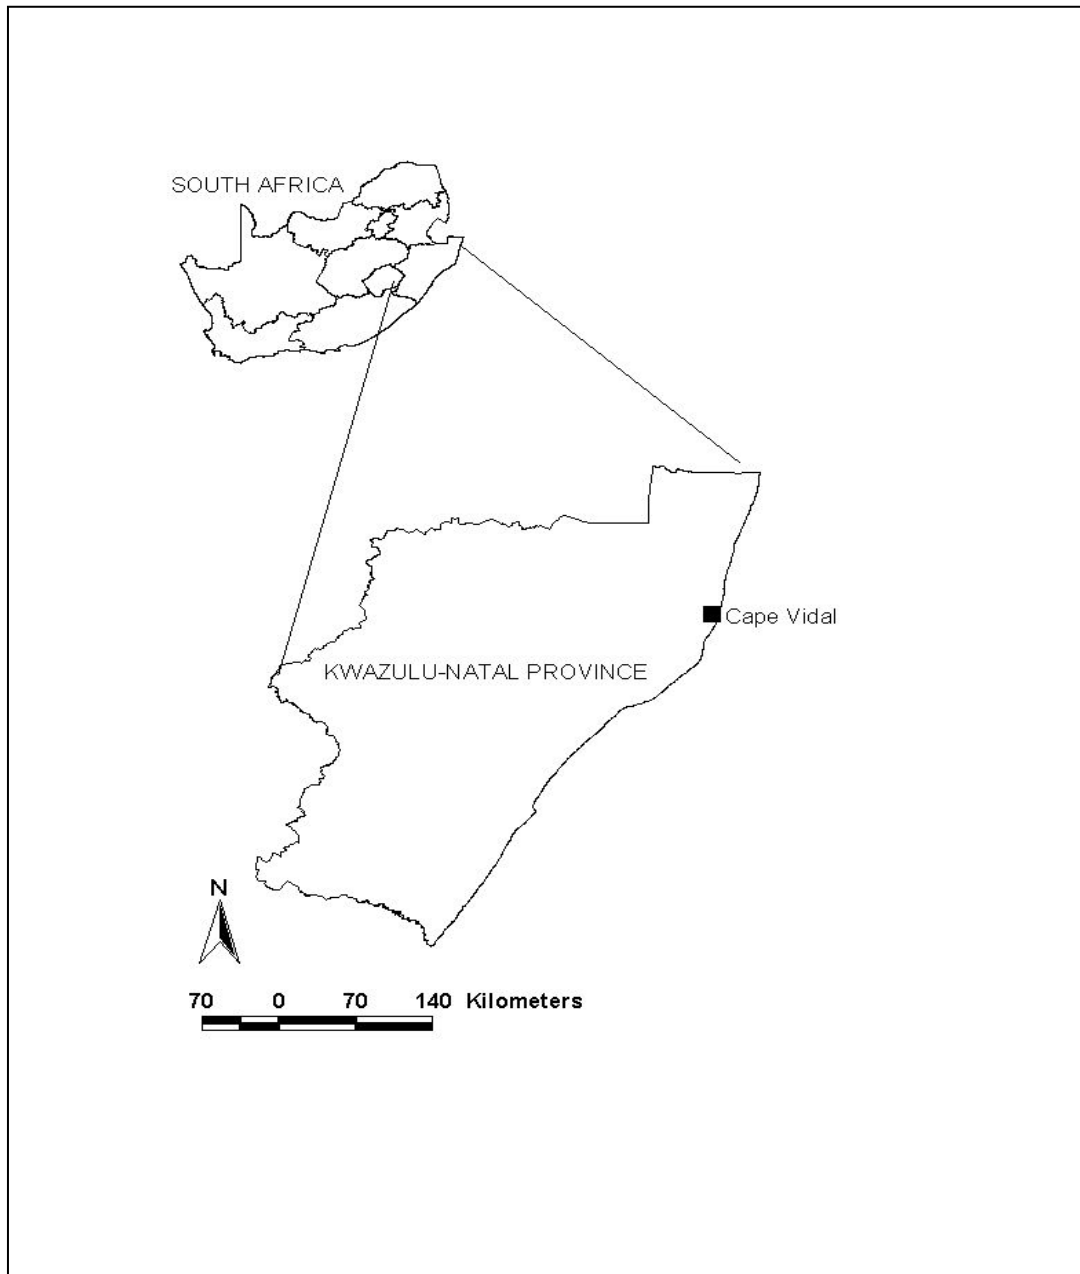 SOUTH AFRICA
Cape Vidal
KWAZULU-NATAL PROVINCE
N
70 0 70 140 Kilometers